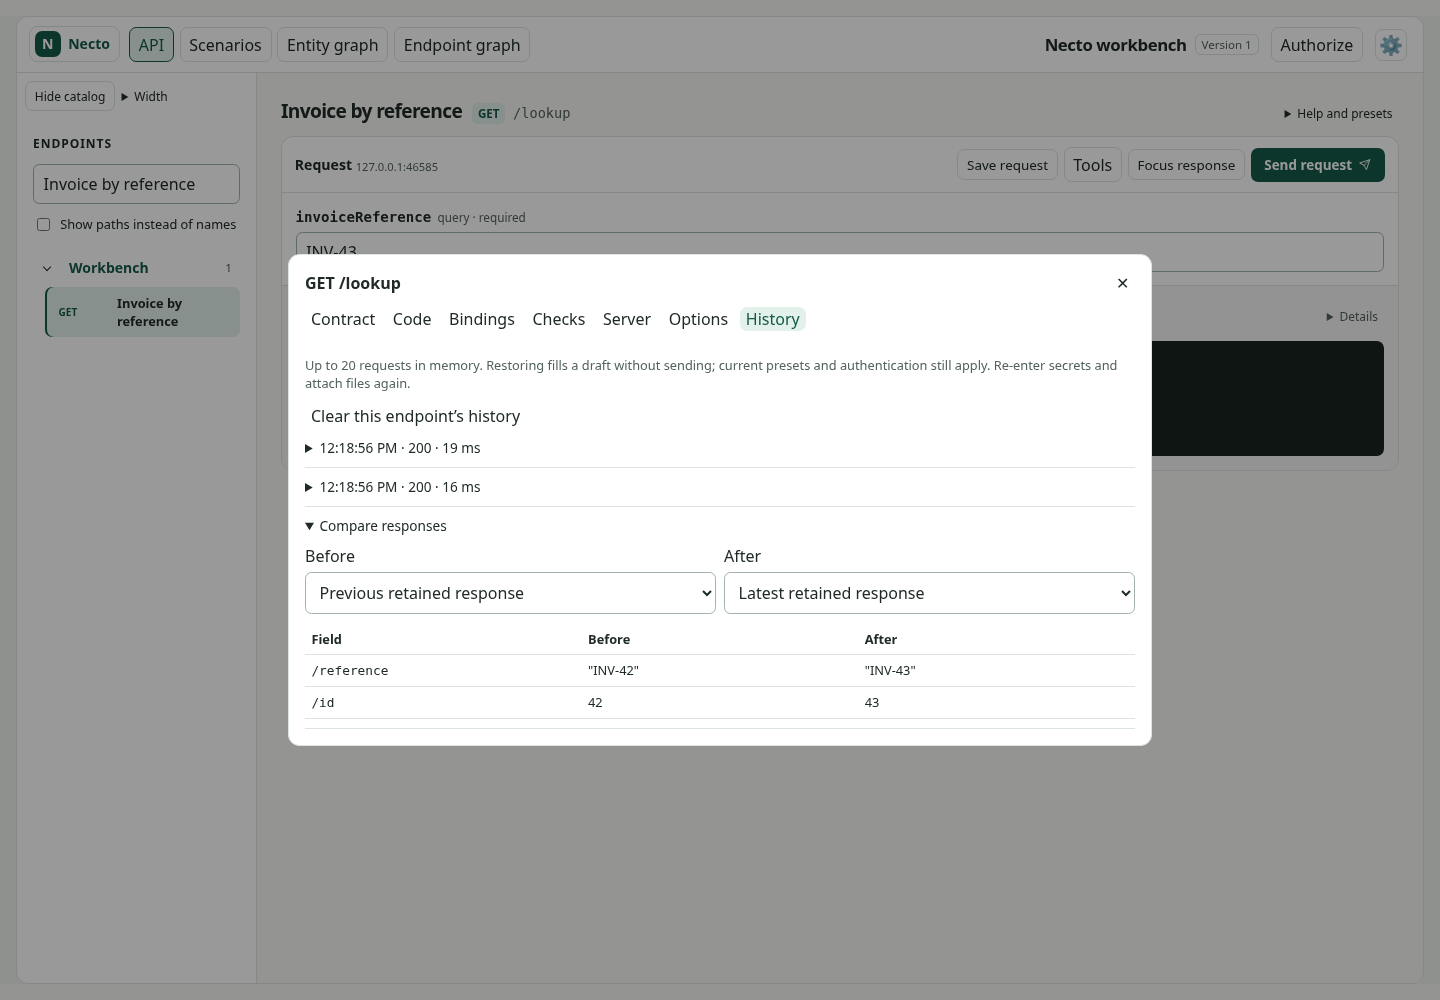 N Necto API Scenarios Entity graph Endpoint graph Necto workbench Version 1 Authorize
Hide catalog Width
ENDPOINTS
Invoice by reference
Show paths instead of names
Workbench 1
GET Invoice by
reference
Invoice by reference GET /lookup Help and presets
Request 127.0.0.1:46585 Save request Tools Focus response Send request
invoiceReference query · required
INV-43
Details
GET /lookup ✕
Contract Code Bindings Checks Server Options History
Up to 20 requests in memory. Restoring fills a draft without sending; current presets and authentication still apply. Re-enter secrets and
attach files again.
Clear this endpoint’s history
12:18:56 PM · 200 · 19 ms
12:18:56 PM · 200 · 16 ms
Compare responses
Before After
Previous retained response Latest retained response
Field Before After
/reference "INV-42" "INV-43"
/id 42 43